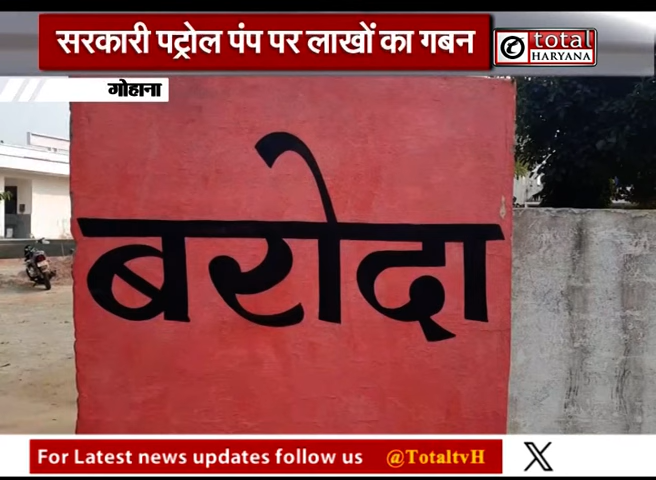 सरकारी पट्रोल पंप पर लाखों का गबन
total
HARYANA
गोहाना
बरोदा
For Latest news updates follow us @TotaltvH X